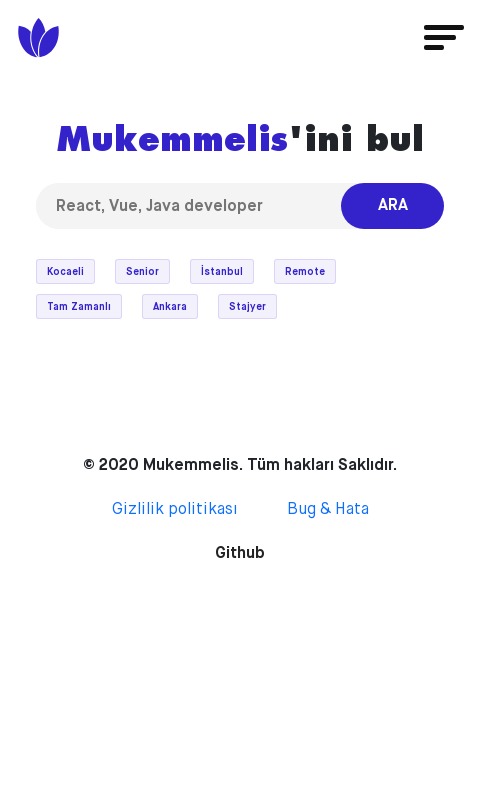 Mukemmelis'ini bul
React, Vue, Java developer
ARA
Kocaeli Senior İstanbul Remote
Tam Zamanlı Ankara Stajyer
© 2020 Mukemmelis. Tüm hakları Saklıdır.
Gizlilik politikası Bug & Hata
Github